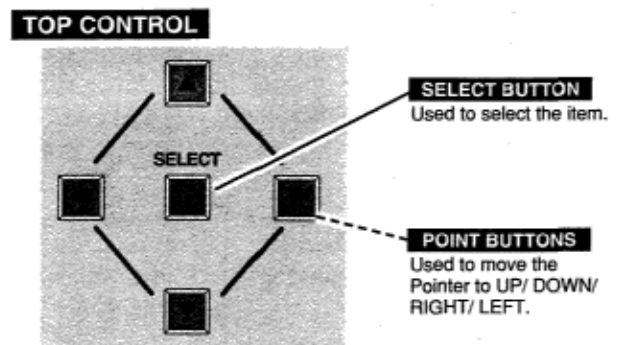 TOP CONTROL
SELECT BUTTON
Used to select the item.
SELECT
POINT BUTTONS
Used to move the
Pointer to UP/ DOWN/
RIGHT/ LEFT.